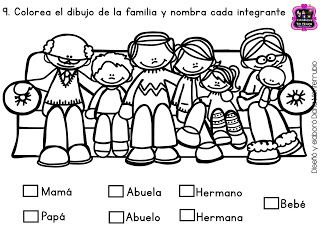 9. Colorea el dibujo de la familia y nombra cada integrante
Mamá
Abuela
Hermano
Bebé
Papá
Abuelo
Hermana